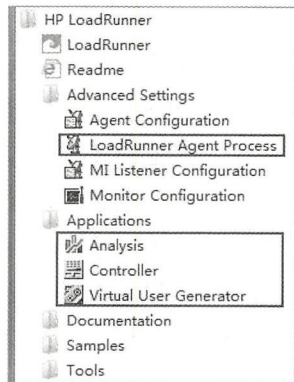 HP LoadRunner
LoadRunner
Readme
Advanced Settings
Agent Configuration
LoadRunner Agent Process
MI Listener Configuration
Monitor Configuration
Applications
Analysis
Controller
Virtual User Generator
Documentation
Samples
Tools